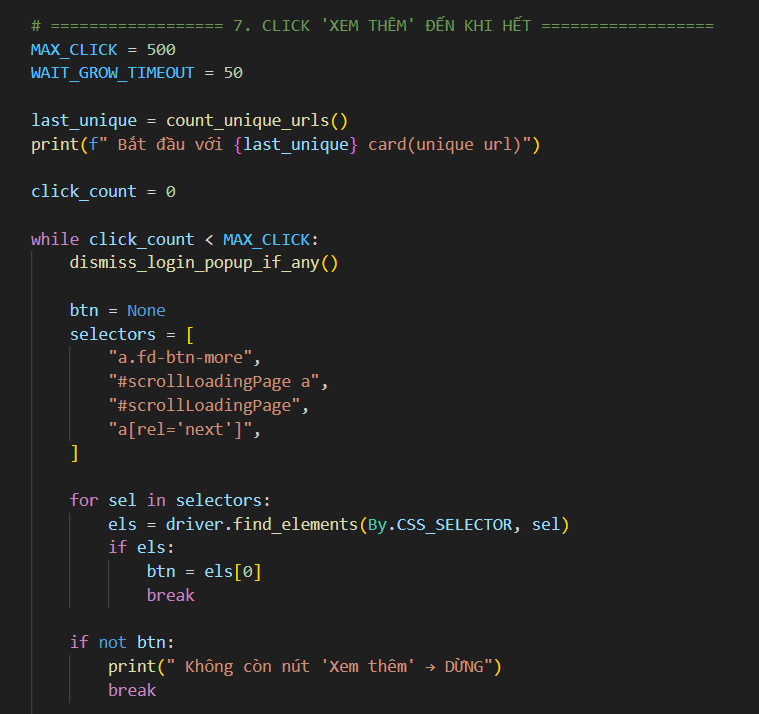 # ================== 7. CLICK 'XEM THÊM' ĐẾN KHI HẾT ==================
MAX_CLICK = 500
WAIT_GROW_TIMEOUT = 50
last_unique = count_unique_urls()
print(f" Bắt đầu với {last_unique} card(unique url)")
click_count = 0
while click_count < MAX_CLICK:
    dismiss_login_popup_if_any()
    btn = None
    selectors = [
        "a.fd-btn-more",
        "#scrollLoadingPage a",
        "#scrollLoadingPage",
        "a[rel='next']",
    ]
    for sel in selectors:
        els = driver.find_elements(By.CSS_SELECTOR, sel)
        if els:
            btn = els[0]
            break
    if not btn:
        print(" Không còn nút 'Xem thêm' → DỪNG")
        break